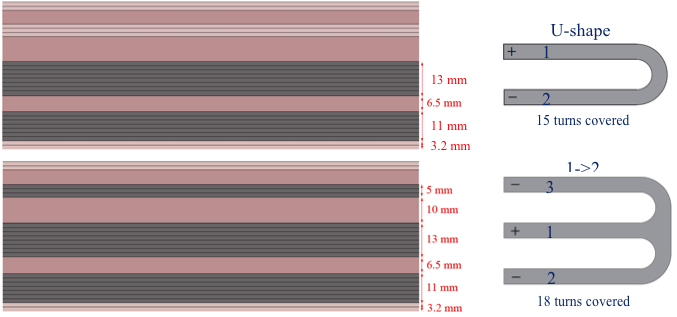 U-shape
+ 1
− 2
15 turns covered
13 mm
6.5 mm
11 mm
3.2 mm
1->2
− 3
+ 1
− 2
18 turns covered
5 mm
10 mm
13 mm
6.5 mm
11 mm
3.2 mm